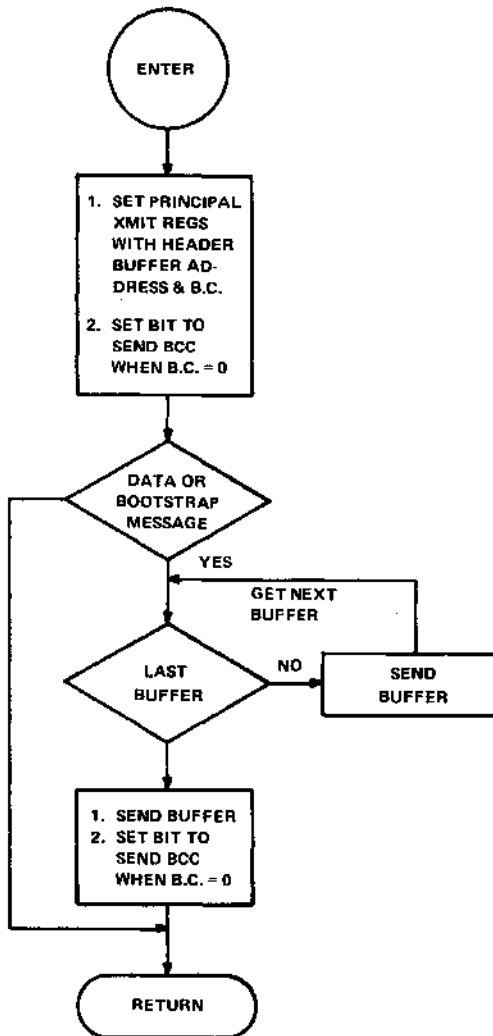 ENTER
1. SET PRINCIPAL
XMIT REGS
WITH HEADER
BUFFER AD-
DRESS & B.C.
2. SET BIT TO
SEND BCC
WHEN B.C. = 0
DATA OR
BOOTSTRAP
MESSAGE
YES
GET NEXT
BUFFER
LAST
BUFFER
NO
SEND
BUFFER
1. SEND BUFFER
2. SET BIT TO
SEND BCC
WHEN B.C. = 0
RETURN